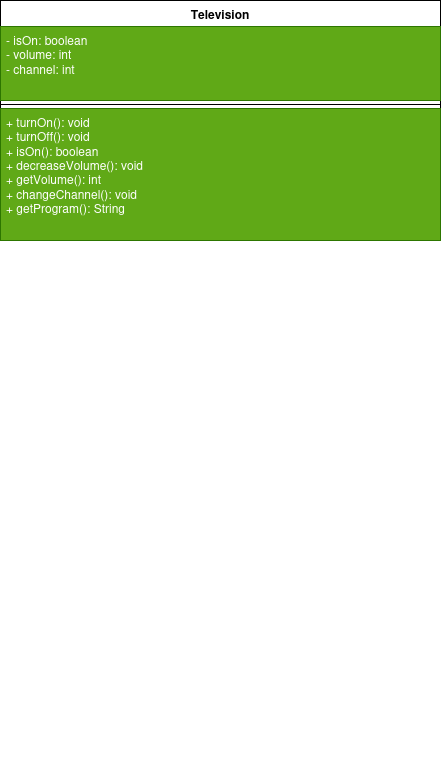 Television
- isOn: boolean
- volume: int
- channel: int
+ turnOn(): void
+ turnOff(): void
+ isOn(): boolean
+ decreaseVolume(): void
+ getVolume(): int
+ changeChannel(): void
+ getProgram(): String